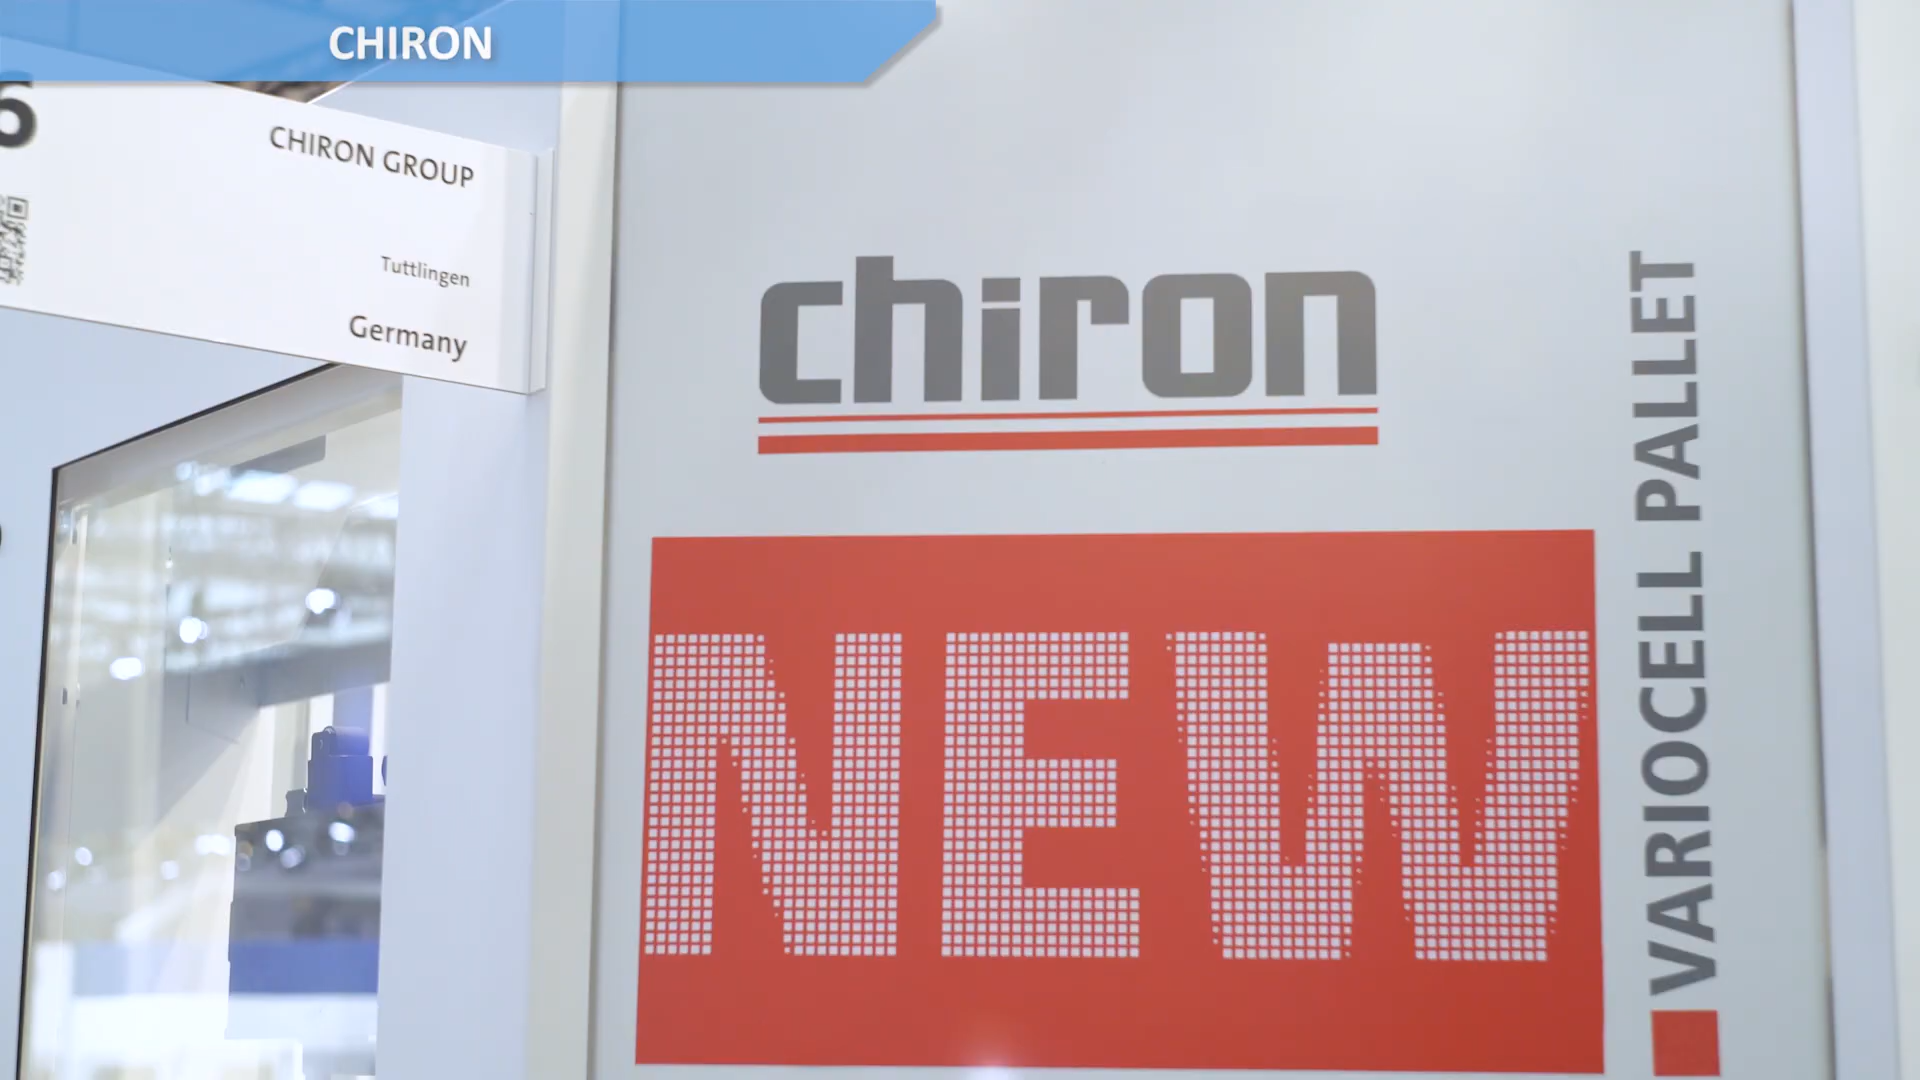 CHIRON
6
CHIRON GROUP
Tuttlingen
Germany
chiron
NEW
VARIOCELL PALLET